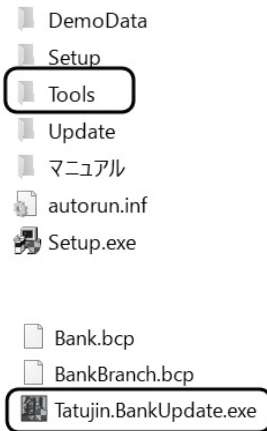 DemoData
Setup
Tools
Update
マニュアル
autorun.inf
Setup.exe
Bank.bcp
BankBranch.bcp
Tatujin.BankUpdate.exe